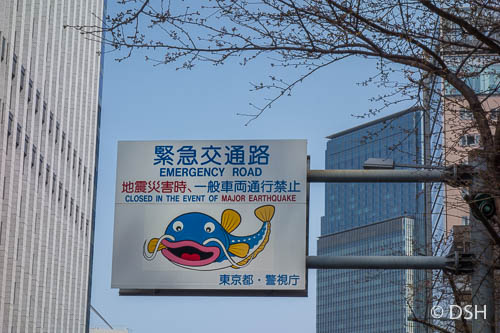 緊急交通路
EMERGENCY ROAD
地震災害時、一般車両通行禁止
CLOSED IN THE EVENT OF MAJOR EARTHQUAKE
東京都・警視庁
© DSH